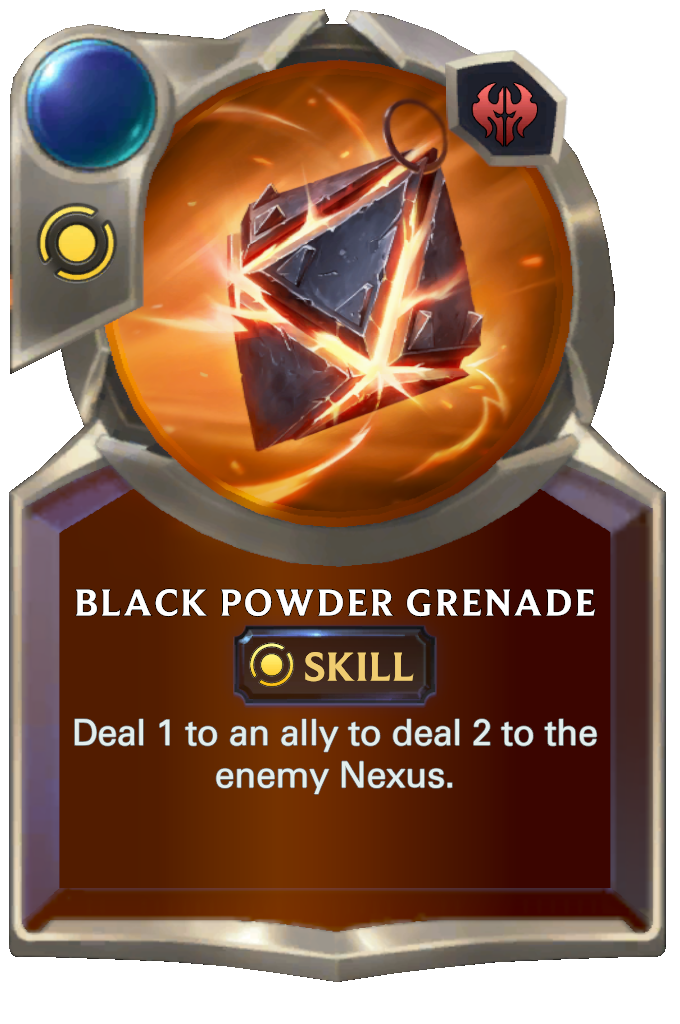 BLACK POWDER GRENADE
SKILL
Deal 1 to an ally to deal 2 to the
enemy Nexus.